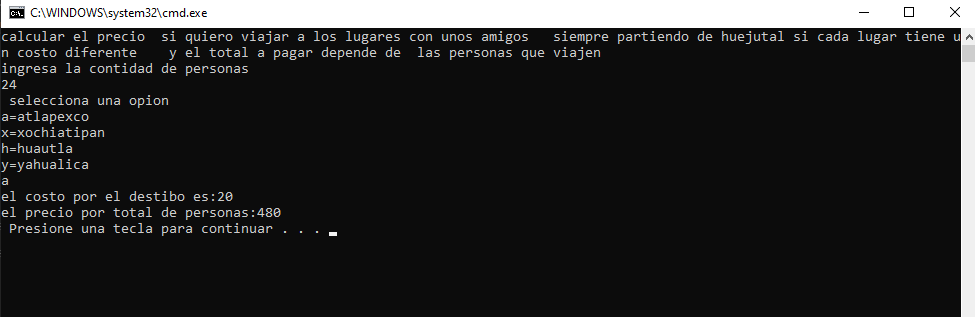 C:\WINDOWS\system32\cmd.exe
calcular el precio  si quiero viajar a los lugares con unos amigos   siempre partiendo de huejutal si cada lugar tiene u
n costo diferente    y el total a pagar depende de  las personas que viajen
ingresa la contidad de personas
24
 selecciona una opion
a=atlapexco
x=xochiatipan
h=huautla
y=yahualica
a
el costo por el destibo es:20
el precio por total de personas:480
 Presione una tecla para continuar . . .